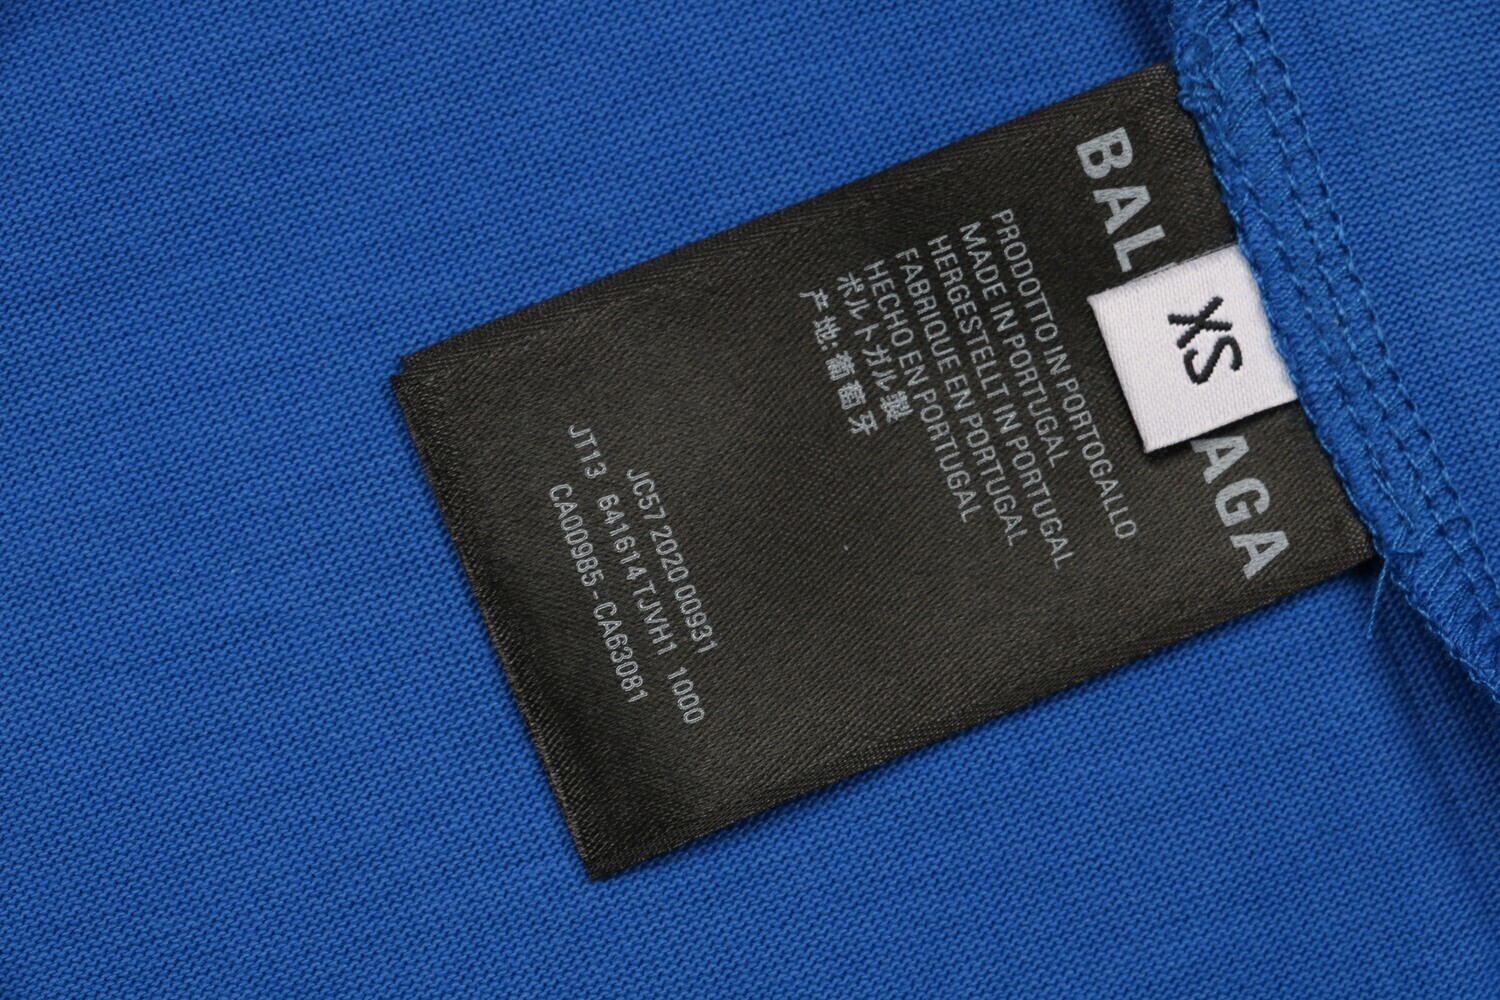 BAL AGA
XS
PRODOTTO IN PORTOGALLO
MADE IN PORTUGAL
HERGESTELLT IN PORTUGAL
FABRIQUE EN PORTUGAL
HECHO EN PORTUGAL
ポルトガル製
产地:葡萄牙
JC57 2020 00931
JT13 641614 TJVH1 1000
CA00985-CA63081